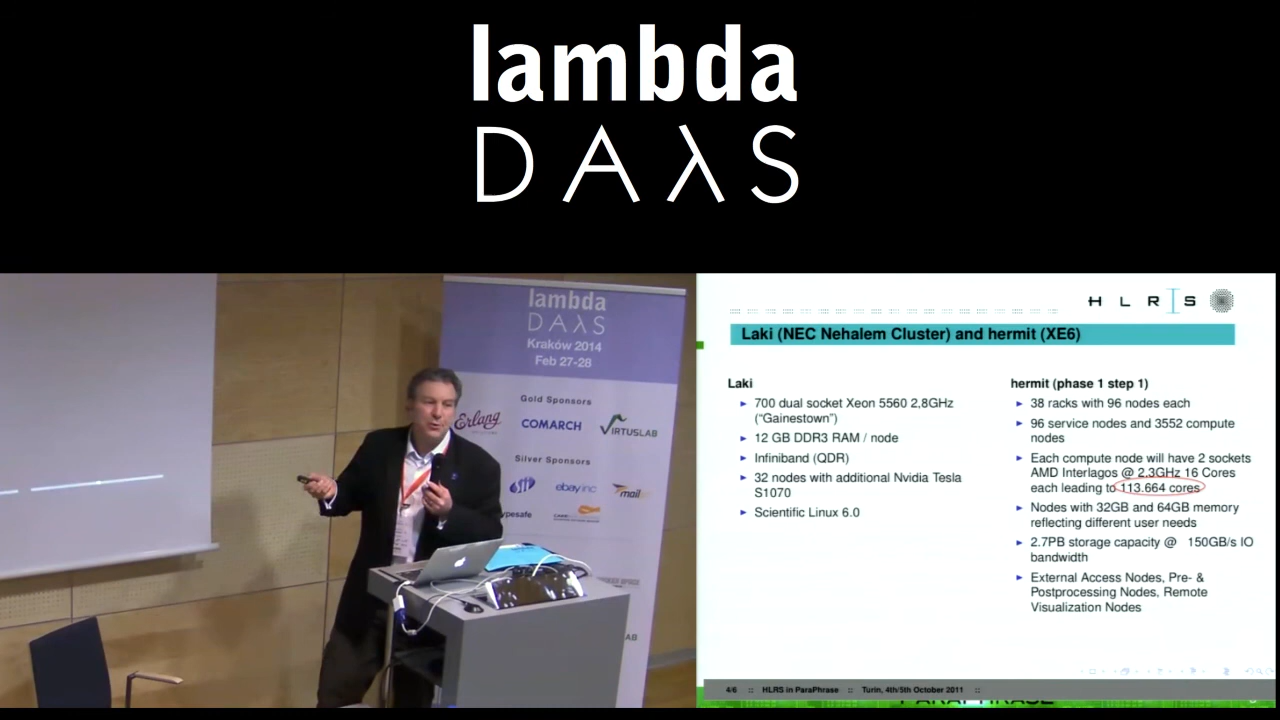 lambda
DAλS
lambda
DAλS
Kraków 2014
Feb 27-28
Gold Sponsors
Erlang
COMARCH
VIRTUSLAB
Silver Sponsors
ebay inc
mail
ypesafe
AB
H L R I S
Laki (NEC Nehalem Cluster) and hermit (XE6)
Laki
► 700 dual socket Xeon 5560 2,8GHz
(“Gainestown”)
► 12 GB DDR3 RAM / node
► Infiniband (QDR)
► 32 nodes with additional Nvidia Tesla
S1070
► Scientific Linux 6.0
hermit (phase 1 step 1)
► 38 racks with 96 nodes each
► 96 service nodes and 3552 compute
nodes
► Each compute node will have 2 sockets
AMD Interlagos @ 2,3GHz 16 Cores
each leading to 113.664 cores
► Nodes with 32GB and 64GB memory
reflecting different user needs
► 2.7PB storage capacity @ 150GB/s IO
bandwidth
► External Access Nodes, Pre- &
Postprocessing Nodes, Remote
Visualization Nodes
4/6 :: HLRS in ParaPhrase :: Turin, 4th/5th October 2011 ::
PARAPHRASE